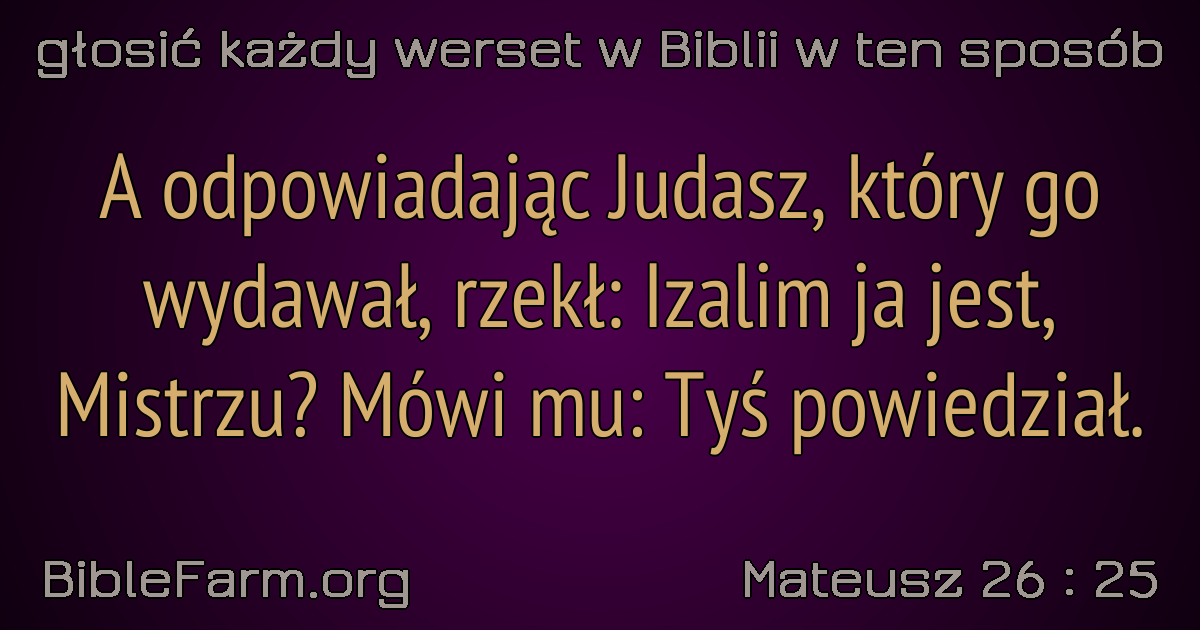 głosić każdy werset w Biblii w ten sposób
A odpowiadając Judasz, który go
wydawał, rzekł: Izalim ja jest,
Mistrzu? Mówi mu: Tyś powiedział.
BibleFarm.org
Mateusz 26 : 25